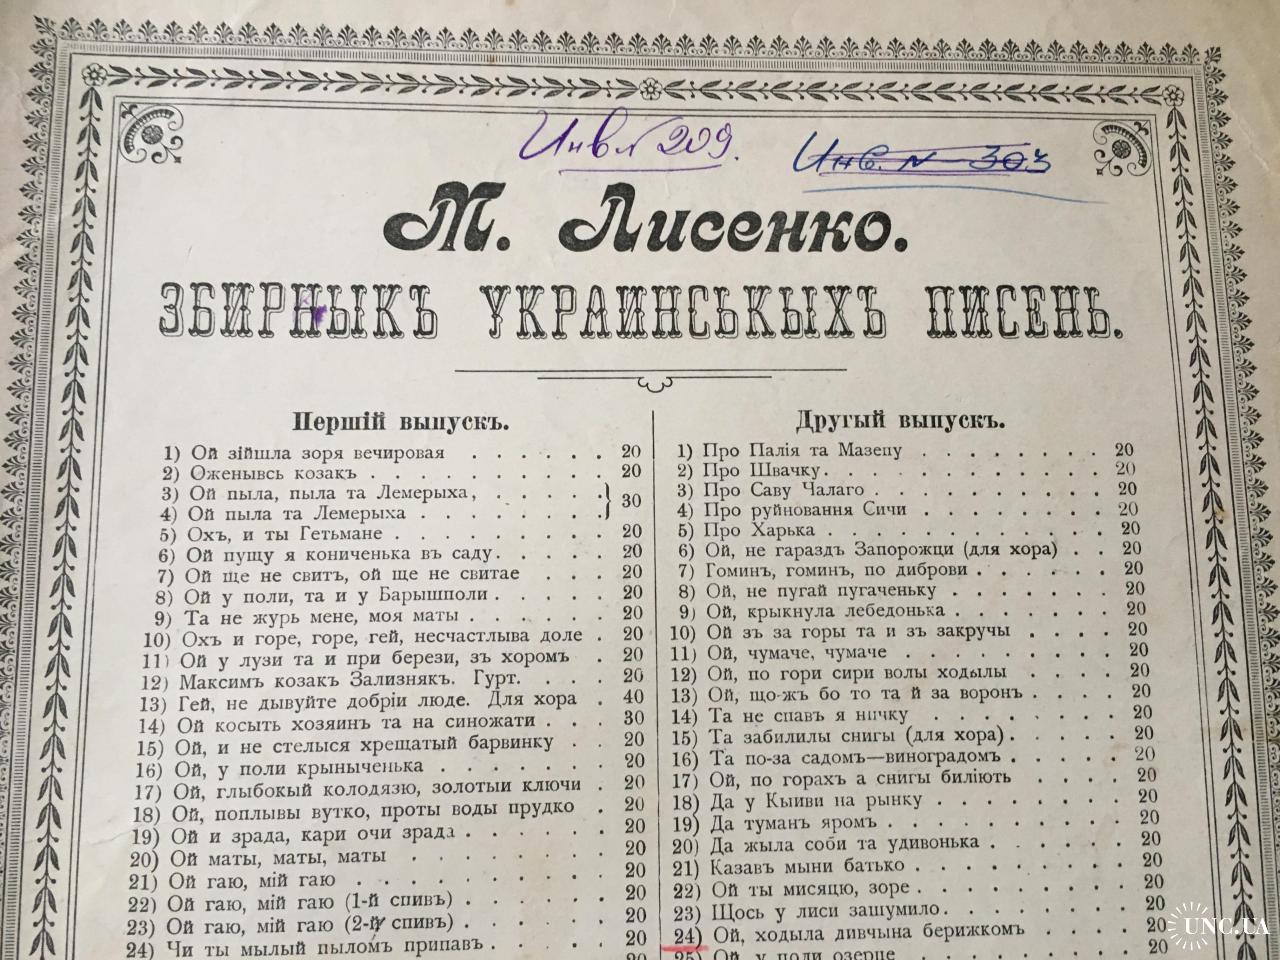 Инв № 209.
Инв. № 303
М. Лисенко.
ЗБИРНЫКЪ УКРАИНСЬКЫХЪ ПИСЕНЬ.
Першій выпускъ.
1) Ой зійшла зоря вечировая . . . . . . 20
2) Оженывсь козакъ . . . . . . . . . 20
3) Ой пыла, пыла та Лемерыха, . . . . .
4) Ой пыла та Лемерыха . . . . . . . . } 30
5) Охъ, и ты Гетьмане . . . . . . . . 20
6) Ой пущу я кониченька въ саду. . . . . 20
7) Ой ще не свитъ, ой ще не свитае . . . 20
8) Ой у поли, та и у Барышполи . . . . . 20
9) Та не журь мене, моя маты . . . . . . 20
10) Охъ и горе, горе, гей, несчастлыва доле . 20
11) Ой у лузи та и при берези, зъ хоромъ . 20
12) Максимъ козак Зализнякъ. Гурт. . . . . 20
13) Гей, не дывуйте добріи люде. Для хора . 40
14) Ой косыть хозяинъ та на синожати . . . 30
15) Ой, и не стелыся хрещатый барвинку . . 20
16) Ой, у поли крыныченька . . . . . . . 20
17) Ой, глыбокый колодязю, золотыи ключи . 20
18) Ой, поплывы вутко, проты воды прудко . 20
19) Ой и зрада, кари очи зрада . . . . . . 20
20) Ой маты, маты, маты . . . . . . . . 20
21) Ой гаю, мій гаю . . . . . . . . . . 20
22) Ой гаю, мій гаю (1-й спивъ) . . . . . . 20
23) Ой гаю, мій гаю (2-й спивъ) . . . . . . 20
24) Чи ты мылый пыломъ припавъ . . . . . 20
20
Другый выпускъ.
1) Про Палія та Мазепу . . . . . . . . 20
2) Про Швачку. . . . . . . . . . . . 20
3) Про Саву Чалаго . . . . . . . . . . 20
4) Про руйновання Сичи . . . . . . . . 20
5) Про Харька . . . . . . . . . . . . 20
6) Ой, не гараздъ Запорожци (для хора) . . 20
7) Гоминъ, гоминъ, по диброви . . . . . . 20
8) Ой, не пугай пугаченьку . . . . . . . 20
9) Ой, крыкнула лебедонька . . . . . . . 20
10) Ой зъ за горы та и зъ закручы . . . . 20
11) Ой, чумаче, чумаче . . . . . . . . . 20
12) Ой, по гори сири волы ходылы . . . . 20
13) Ой, що-жъ бо то та й за воронъ . . . . 20
14) Та не спавъ я ничку . . . . . . . . 20
15) Та забилилы снигы (для хора). . . . . . 20
16) Та по-за садомъ—виноградомъ . . . . . 20
17) Ой, по горахъ а снигы биліють . . . . 20
18) Да у Кыиви на рынку . . . . . . . . 20
19) Да туманъ яромъ . . . . . . . . . . 20
20) Да жыла соби та удивонька . . . . . . 20
21) Казавъ мыни батько . . . . . . . . . 20
22) Ой ты мисяцю, зоре . . . . . . . . . 20
23) Щось у лиси зашумило. . . . . . . . 20
24) Ой, ходыла дивчына берижкомъ . . . . 20
25) Ой у поли озерце . . . . . . . . . 20
UNC.UA